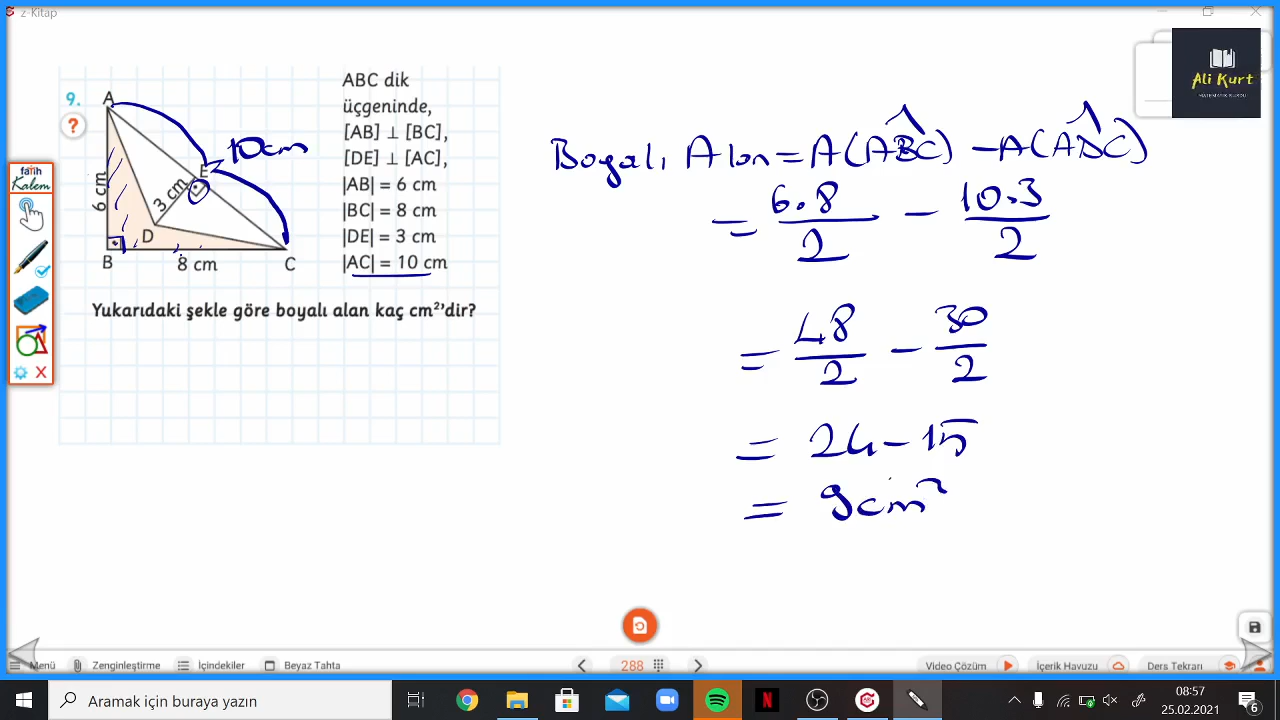 z-Kitap
Ali Kurt
9.
?
A
10cm
E
6 cm
3 cm
D
B
8 cm
C
ABC dik
üçgeninde,
[AB] ⊥ [BC],
[DE] ⊥ [AC],
|AB| = 6 cm
|BC| = 8 cm
|DE| = 3 cm
|AC| = 10 cm
Yukarıdaki şekle göre boyalı alan kaç cm²'dir?
Boyalı Alan = A(ABC) - A(ADC)
= 6.8/2 - 10.3/2
= 48/2 - 30/2
= 24 - 15
= 9cm²
fatih
Kalem
Menü
Zenginleştirme
İçindekiler
Beyaz Tahta
288
Video Çözüm
İçerik Havuzu
Ders Tekrarı
Aramak için buraya yazın
08:57
25.02.2021
6